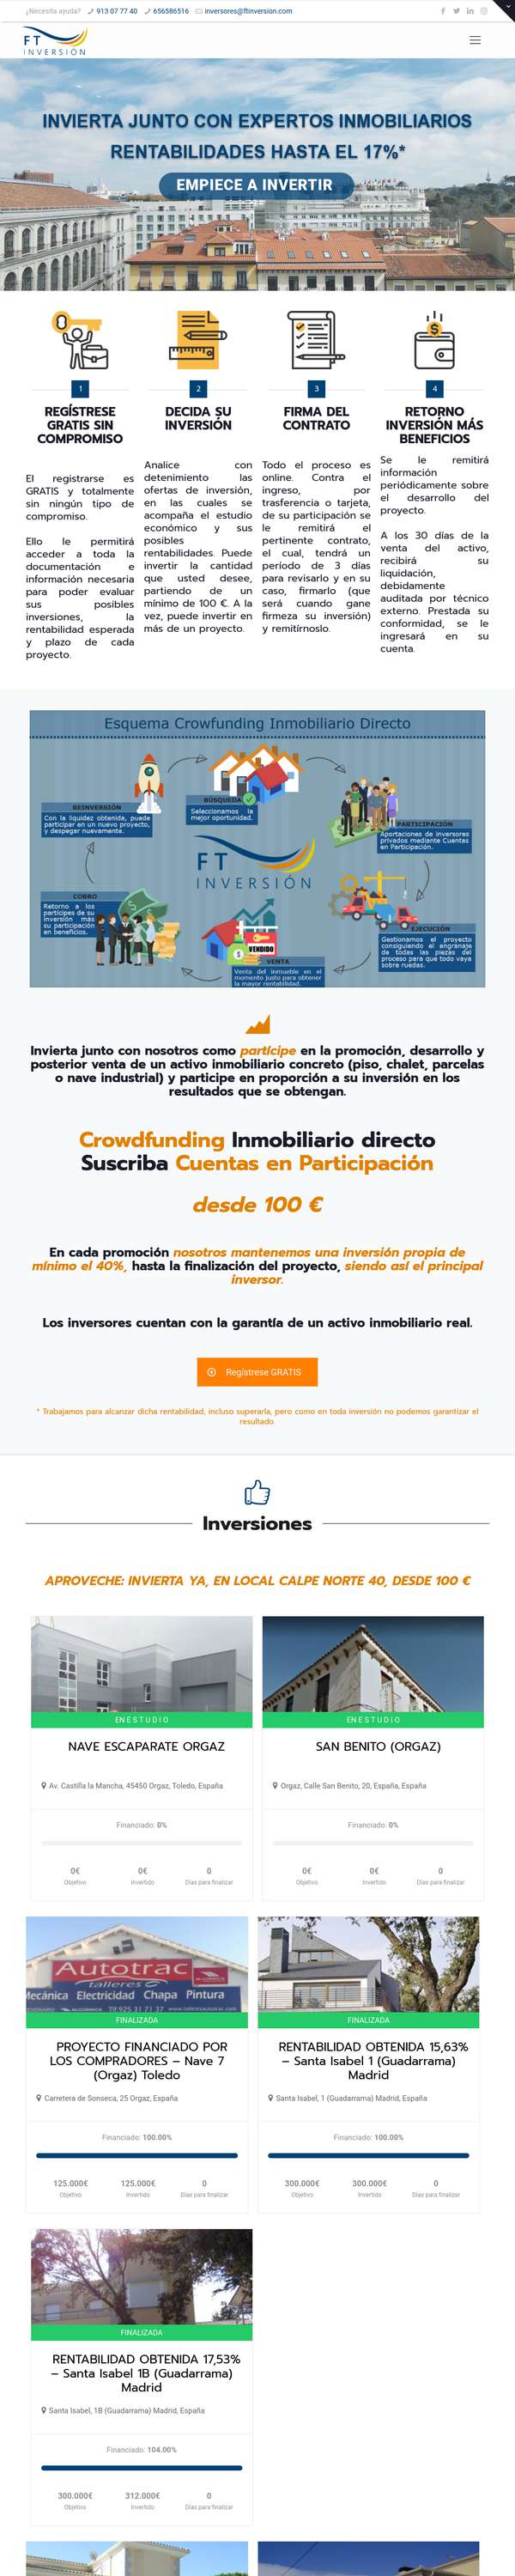 ¿Necesita ayuda? 913 07 77 40 656586516 inversores@ftinversion.com
FT
INVERSIÓN
INVIERTA JUNTO CON EXPERTOS INMOBILIARIOS
RENTABILIDADES HASTA EL 17%*
EMPIECE A INVERTIR
1
REGÍSTRESE
GRATIS SIN
COMPROMISO
El registrarse es
GRATIS y totalmente
sin ningún tipo de
compromiso.
Ello le permitirá
acceder a toda la
documentación e
información necesaria
para poder evaluar
sus posibles
inversiones, la
rentabilidad esperada
y plazo de cada
proyecto.
2
DECIDA SU
INVERSIÓN
Analice con
detenimiento las
ofertas de inversión,
en las cuales se
acompaña el estudio
económico y sus
posibles
rentabilidades. Puede
invertir la cantidad
que usted desee,
partiendo de un
mínimo de 100 €. A la
vez, puede invertir en
más de un proyecto.
3
FIRMA DEL
CONTRATO
Todo el proceso es
online. Contra el
ingreso, por
trasferencia o tarjeta,
de su participación se
le remitirá el
pertinente contrato,
el cual, tendrá un
período de 3 días
para revisarlo y en su
caso, firmarlo (que
será cuando gane
firmeza su inversión)
y remitírnoslo.
4
RETORNO
INVERSIÓN MÁS
BENEFICIOS
Se le remitirá
información
periódicamente sobre
el desarrollo del
proyecto.
A los 30 días de la
venta del activo,
recibirá su
liquidación,
debidamente
auditada por técnico
externo. Prestada su
conformidad, se le
ingresará en su
cuenta.
Esquema Crowfunding Inmobiliario Directo
REINVERSIÓN
Con la liquidez obtenida, puede
participar en un nuevo proyecto,
y despegar nuevamente.
BÚSQUEDA
Seleccionamos la
mejor oportunidad.
PARTICIPACIÓN
Aportaciones de inversores
privados mediante Cuentas
en Participación.
FT
INVERSIÓN
COBRO
Retorno a los
partícipes de su
inversión más
su participación
en beneficios.
VENDIDO
VENTA
Venta del inmueble en el
momento justo para obtener
la mayor rentabilidad.
EJECUCIÓN
Gestionamos el proyecto
consiguiendo el engranaje
de todas las piezas del
proceso para que todo vaya
sobre ruedas.
Invierta junto con nosotros como partícipe en la promoción, desarrollo y
posterior venta de un activo inmobiliario concreto (piso, chalet, parcelas
o nave industrial) y participe en proporción a su inversión en los
resultados que se obtengan.
Crowdfunding Inmobiliario directo
Suscriba Cuentas en Participación
desde 100 €
En cada promoción nosotros mantenemos una inversión propia de
mínimo el 40%, hasta la finalización del proyecto, siendo así el principal
inversor.
Los inversores cuentan con la garantía de un activo inmobiliario real.
Regístrese GRATIS
* Trabajamos para alcanzar dicha rentabilidad, incluso superarla, pero como en toda inversión no podemos garantizar el
resultado
Inversiones
APROVECHE: INVIERTA YA, EN LOCAL CALPE NORTE 40, DESDE 100 €
EN ESTUDIO
NAVE ESCAPARATE ORGAZ
Av. Castilla la Mancha, 45450 Orgaz, Toledo, España
Financiado: 0%
0€ 0€ 0
Objetivo Invertido Días para finalizar
EN ESTUDIO
SAN BENITO (ORGAZ)
Orgaz, Calle San Benito, 20, España, España
Financiado: 0%
0€ 0€ 0
Objetivo Invertido Días para finalizar
Autotrac
talleres
Mecánica Electricidad Chapa Pintura
FINALIZADA
PROYECTO FINANCIADO POR
LOS COMPRADORES – Nave 7
(Orgaz) Toledo
Carretera de Sonseca, 25 Orgaz, España
Financiado: 100.00%
125.000€ 125.000€ 0
Objetivo Invertido Días para finalizar
FINALIZADA
RENTABILIDAD OBTENIDA 15,63%
– Santa Isabel 1 (Guadarrama)
Madrid
Santa Isabel, 1 (Guadarrama) Madrid, España
Financiado: 100.00%
300.000€ 300.000€ 0
Objetivo Invertido Días para finalizar
FINALIZADA
RENTABILIDAD OBTENIDA 17,53%
– Santa Isabel 1B (Guadarrama)
Madrid
Santa Isabel, 1B (Guadarrama) Madrid, España
Financiado: 104.00%
300.000€ 312.000€ 0
Objetivo Invertido Días para finalizar